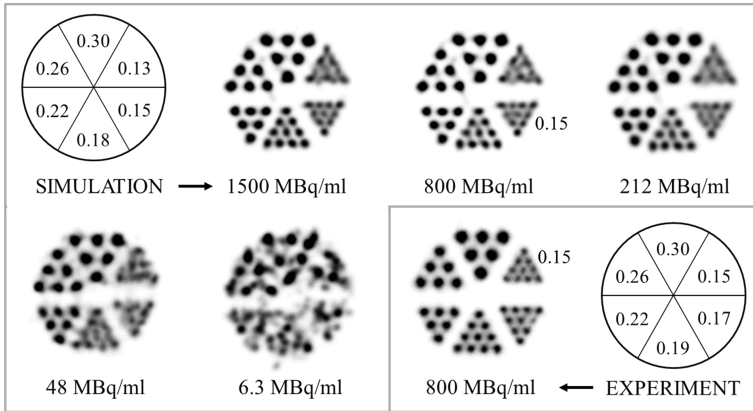 0.30
0.26
0.13
0.22
0.15
0.18
0.15
SIMULATION
1500 MBq/ml
800 MBq/ml
212 MBq/ml
0.15
0.30
0.26
0.15
0.22
0.17
0.19
48 MBq/ml
6.3 MBq/ml
800 MBq/ml
EXPERIMENT